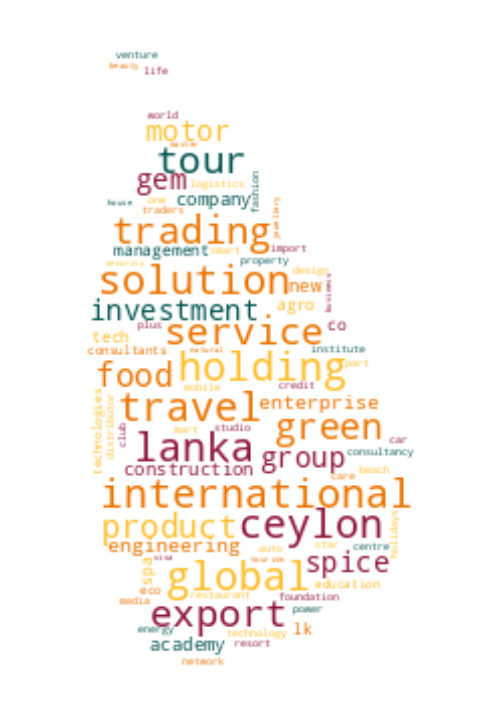 venture
beauty
life
world
motor
master
tour
gem
logistics
fashion
house
one
company
traders
jewellery
trading
management
smart
import
property
security
solution
design
new
business
investment
agro
plus
service
co
tech
consultants
natural
institute
holding
part
food
mobile
credit
technologies
distributor
travel
enterprise
green
club
mart
studio
car
lanka
group
consultancy
construction
care
beach
international
product
ceylon
holidays
engineering
auto
star
centre
spa
visa
tourism
spice
eco
global
education
restaurant
foundation
media
export
power
energy
technology
lk
academy
resort
network